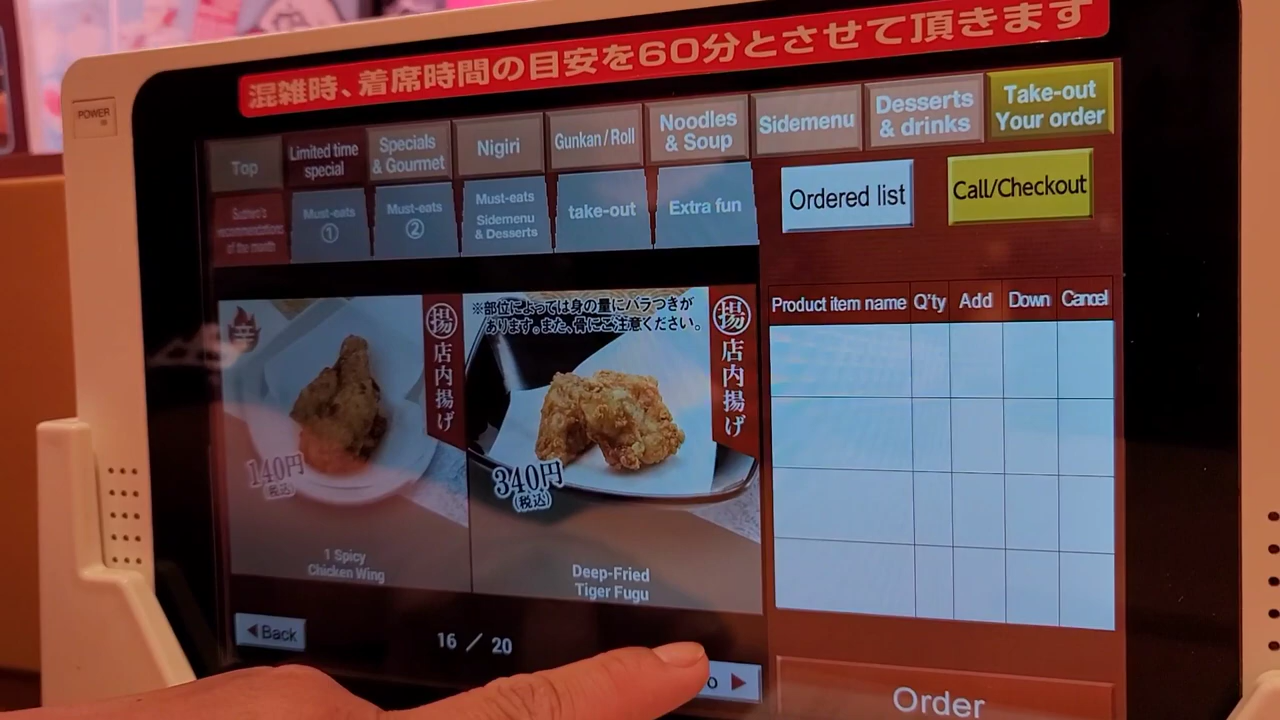 混雑時、着席時間の目安を60分とさせて頂きます
POWER
Top
Limited time
special
Specials
& Gourmet
Nigiri
Gunkan / Roll
Noodles
& Soup
Sidemenu
Desserts
& drinks
Take-out
Your order
Sushiro's
recommendations
of the month
Must-eats
①
Must-eats
②
Must-eats
Sidemenu
& Desserts
take-out
Extra fun
Ordered list
Call/Checkout
辛
揚
店内揚げ
140円
(税込)
1 Spicy
Chicken Wing
※部位によっては身の量にバラつきが
あります。また、骨にご注意ください。
揚
店内揚げ
340円
(税込)
Deep-Fried
Tiger Fugu
Product item name Q'ty Add Down Cancel
◀Back
16 / 20
▶
Order